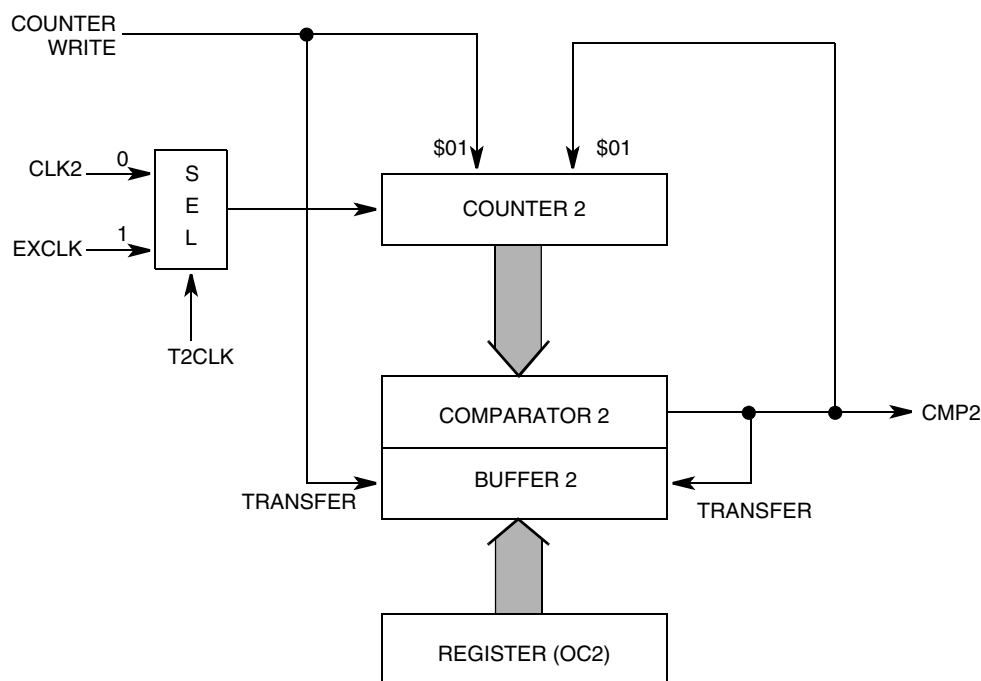 COUNTER
WRITE
$01
$01
CLK2
0
S
E
L
COUNTER 2
EXCLK
1
T2CLK
COMPARATOR 2
CMP2
BUFFER 2
TRANSFER
TRANSFER
REGISTER (OC2)